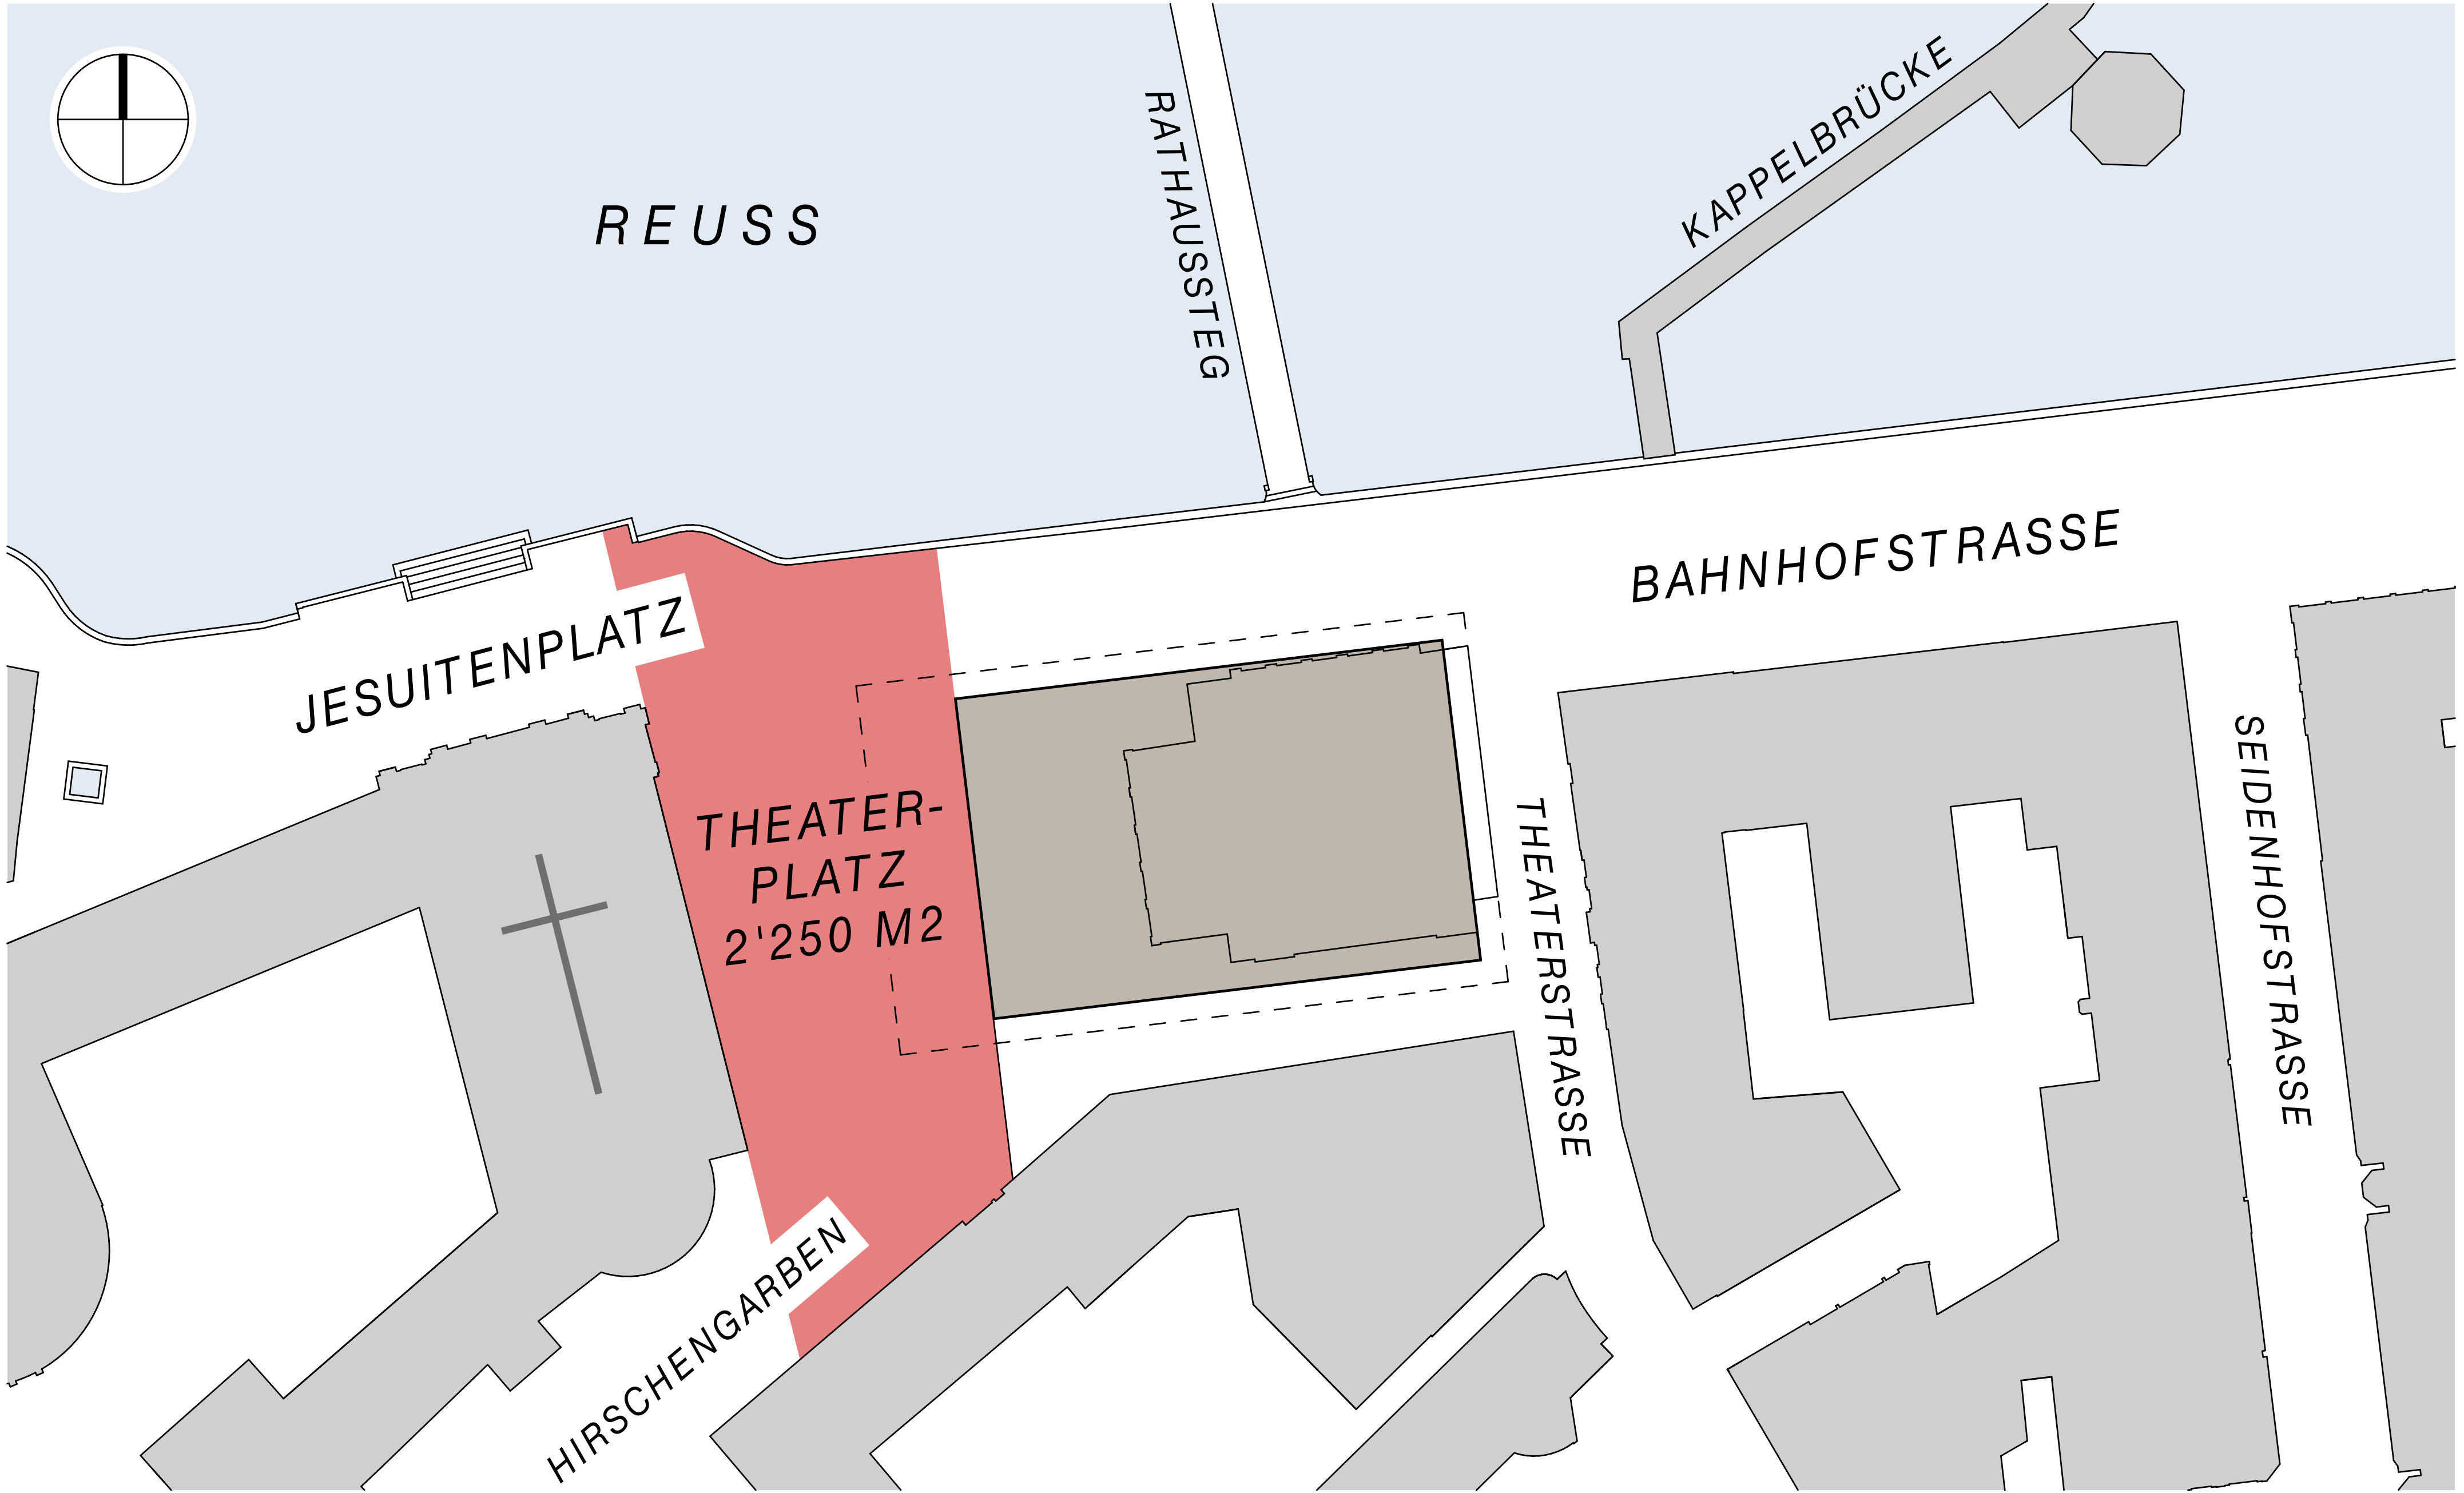 KAPPELBRÜCKE
RATHAUSSTEG
REUSS
BAHNHOFSTRASSE
JESUITENPLATZ
THEATER-
PLATZ
2'250 M2
THEATERSTRASSE
SEIDENHOFSTRASSE
HIRSCHENGARBEN